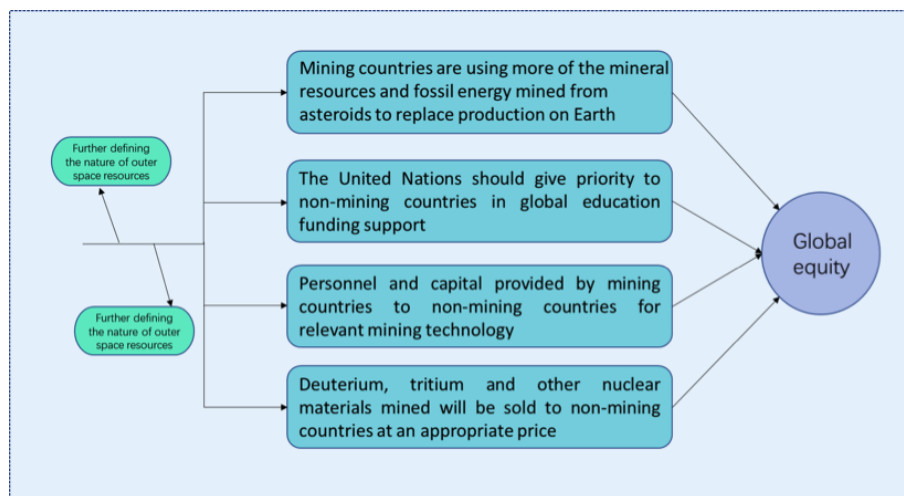 Mining countries are using more of the mineral
resources and fossil energy mined from
asteroids to replace production on Earth
Further defining
the nature of outer
space resources
The United Nations should give priority to
non-mining countries in global education
funding support
Global
equity
Personnel and capital provided by mining
countries to non-mining countries for
relevant mining technology
Further defining
the nature of outer
space resources
Deuterium, tritium and other nuclear
materials mined will be sold to non-mining
countries at an appropriate price